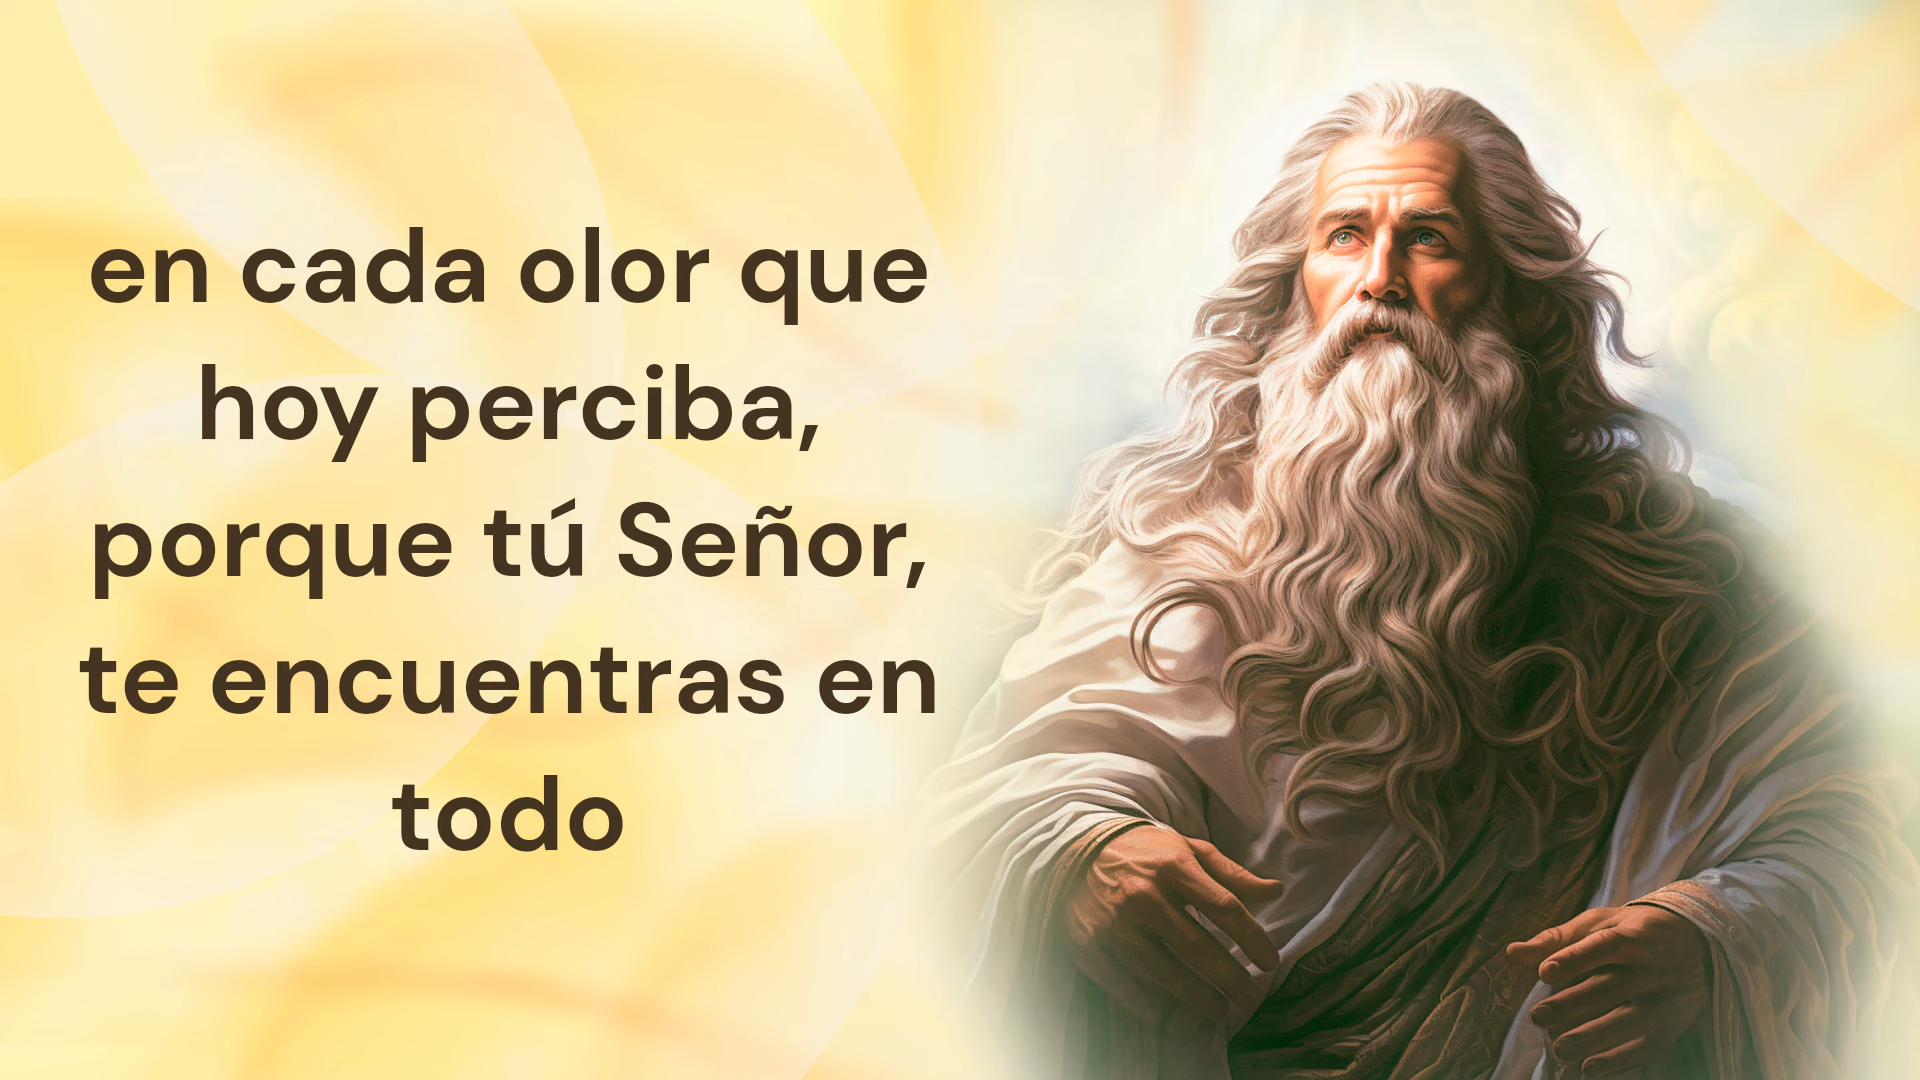 en cada olor que
hoy perciba,
porque tú Señor,
te encuentras en
todo